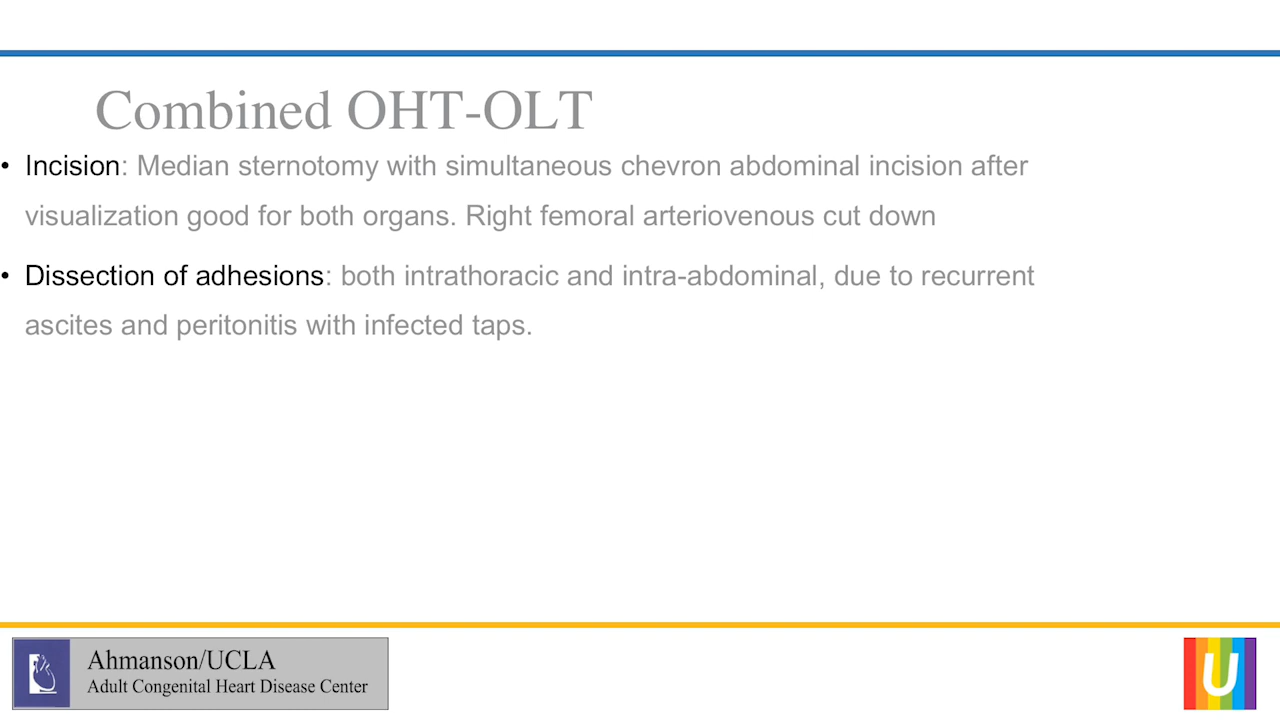 Combined OHT-OLT
• Incision: Median sternotomy with simultaneous chevron abdominal incision after
visualization good for both organs. Right femoral arteriovenous cut down
• Dissection of adhesions: both intrathoracic and intra-abdominal, due to recurrent
ascites and peritonitis with infected taps.
Ahmanson/UCLA
Adult Congenital Heart Disease Center
U